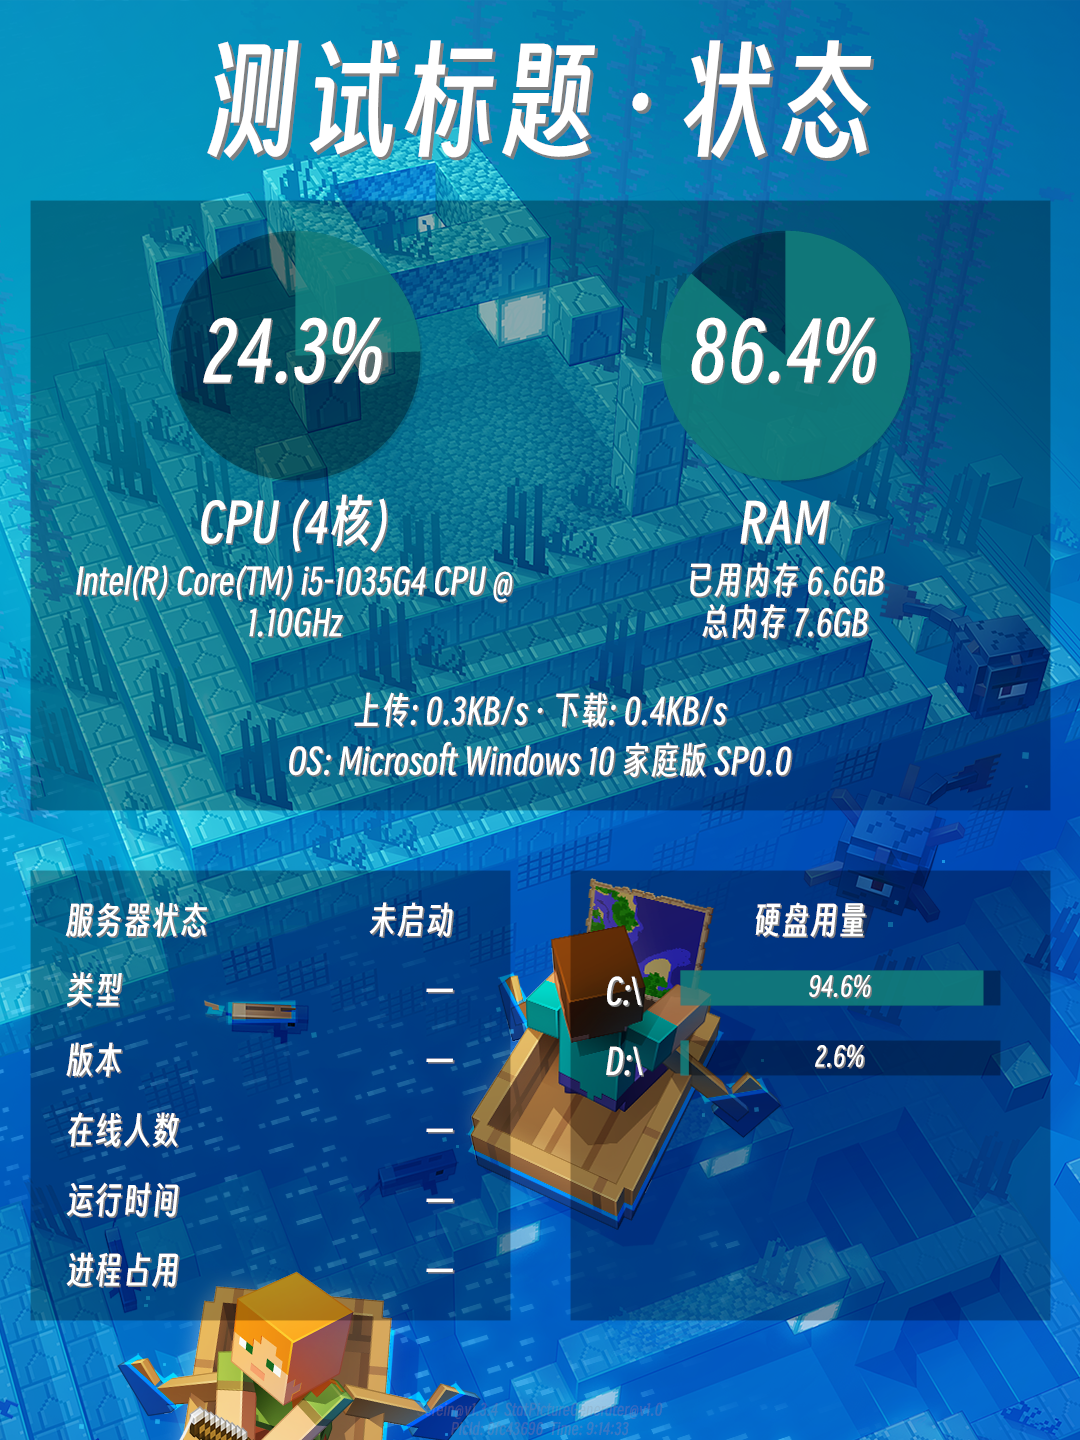 测试标题 · 状态
24.3%
86.4%
CPU (4核)
Intel(R) Core(TM) i5-1035G4 CPU @
1.10GHz
RAM
已用内存 6.6GB
总内存 7.6GB
上传: 0.3KB/s · 下载: 0.4KB/s
OS: Microsoft Windows 10 家庭版 SP0.0
服务器状态 未启动
类型 —
版本 —
在线人数 —
运行时间 —
进程占用 —
硬盘用量
C:\ 94.6%
D:\ 2.6%
Time: 9:14:33